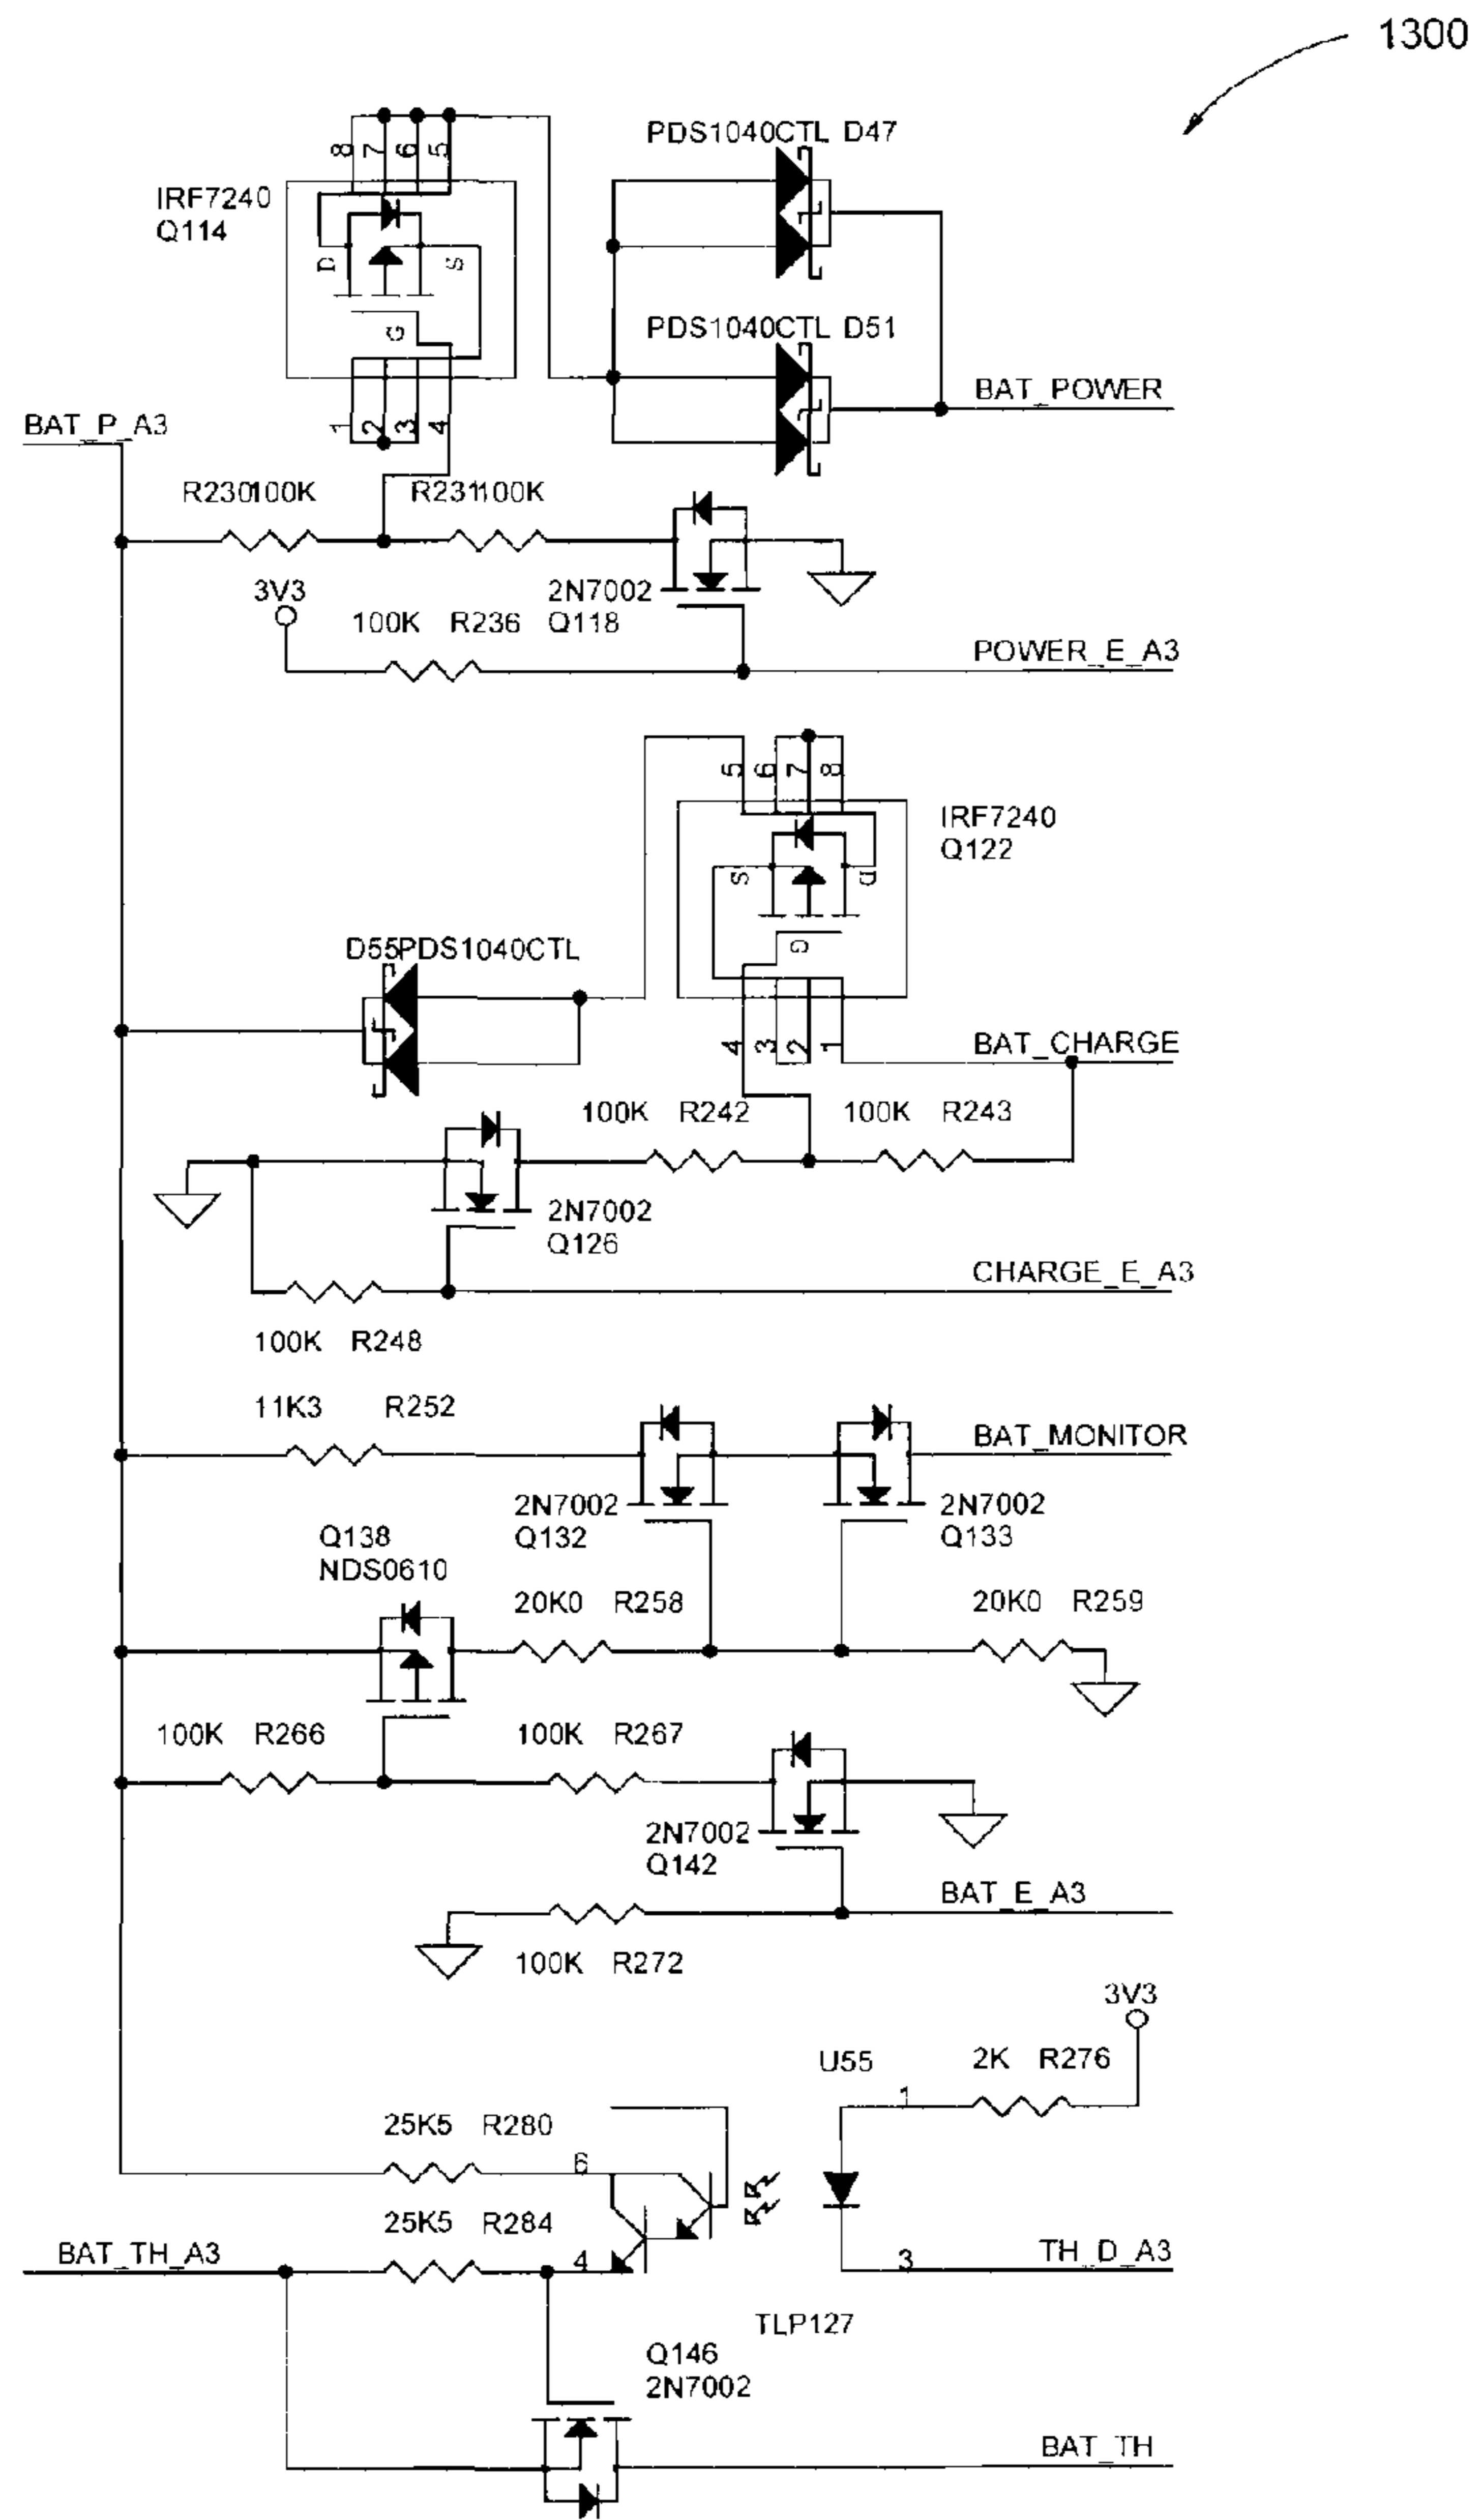 1300
PDS1040CTL D47
8 7 6 5
IRF7240
Q114
D S
G
PDS1040CTL D51
BAT_POWER
1 2 3 4
BAT_P_A3
R230100K R231100K
3V3
2N7002
100K R236 Q118
POWER_E_A3
5 6 7 8
IRF7240
Q122
S D
G
D55PDS1040CTL
4 3 2 1
BAT_CHARGE
100K R242 100K R243
2N7002
Q126
CHARGE_E_A3
100K R248
11K3 R252
BAT_MONITOR
2N7002 2N7002
Q132 Q133
Q138
NDS0610
20K0 R258 20K0 R259
100K R266 100K R267
2N7002
Q142
BAT_E_A3
100K R272
3V3
U55 2K R276
1
25K5 R280
6
25K5 R284
BAT_TH_A3 4 3 TH_D_A3
TLP127
Q146
2N7002
BAT_TH